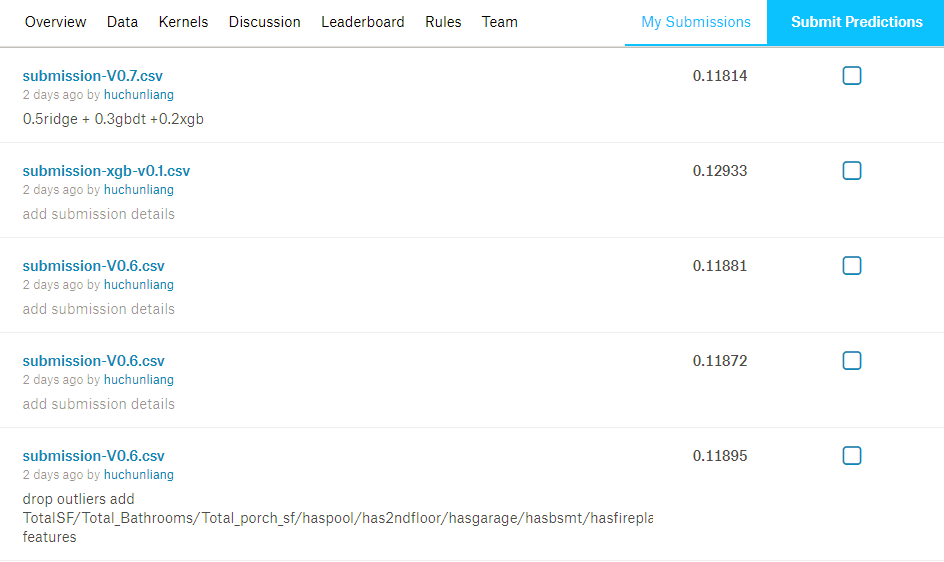 Overview Data Kernels Discussion Leaderboard Rules Team My Submissions Submit Predictions
submission-V0.7.csv 0.11814
2 days ago by huchunliang
0.5ridge + 0.3gbdt +0.2xgb
submission-xgb-v0.1.csv 0.12933
2 days ago by huchunliang
add submission details
submission-V0.6.csv 0.11881
2 days ago by huchunliang
add submission details
submission-V0.6.csv 0.11872
2 days ago by huchunliang
add submission details
submission-V0.6.csv 0.11895
2 days ago by huchunliang
drop outliers add
TotalSF/Total_Bathrooms/Total_porch_sf/haspool/has2ndfloor/hasgarage/hasbsmt/hasfirepla
features